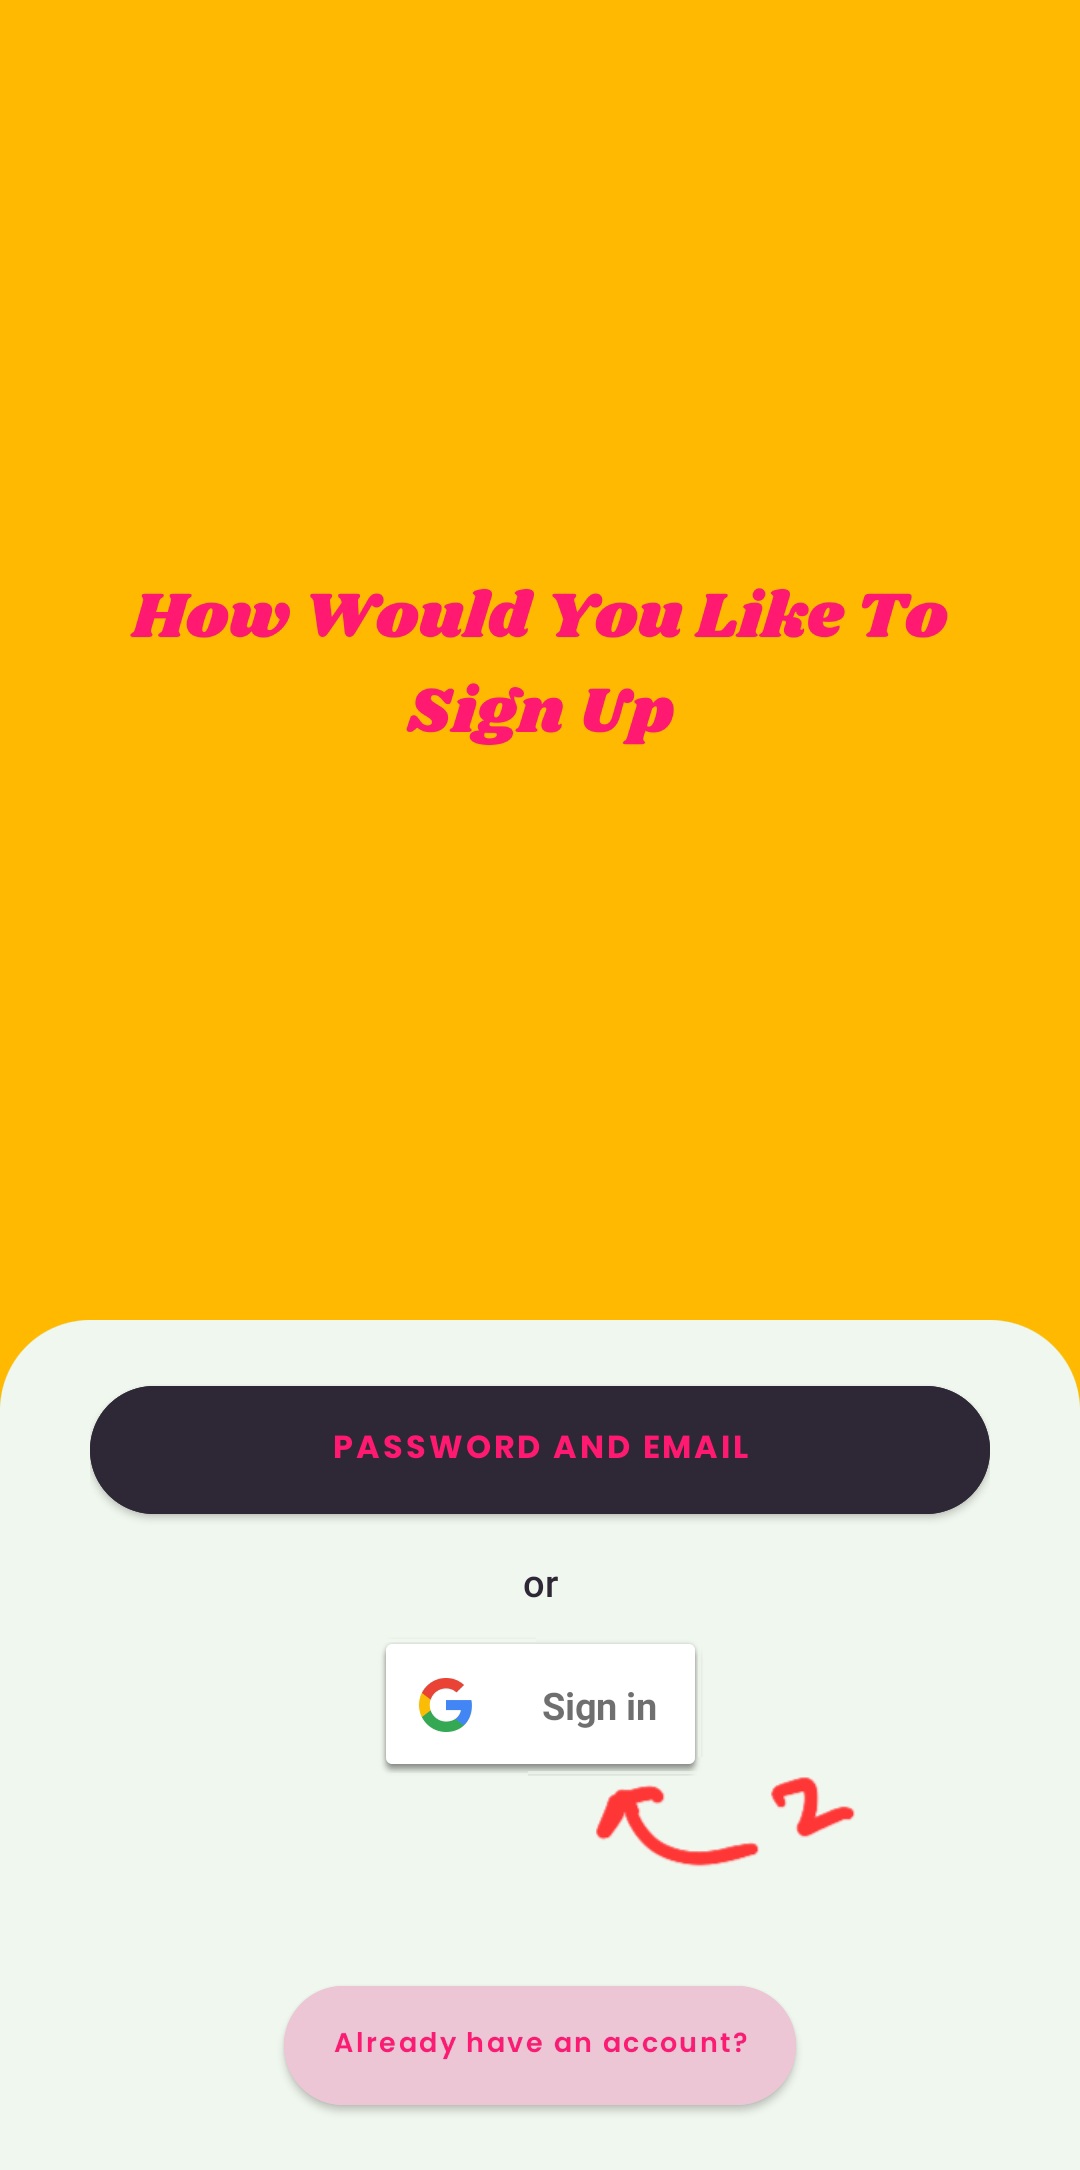 How Would You Like To
Sign Up
PASSWORD AND EMAIL
or
Sign in
2
Already have an account?